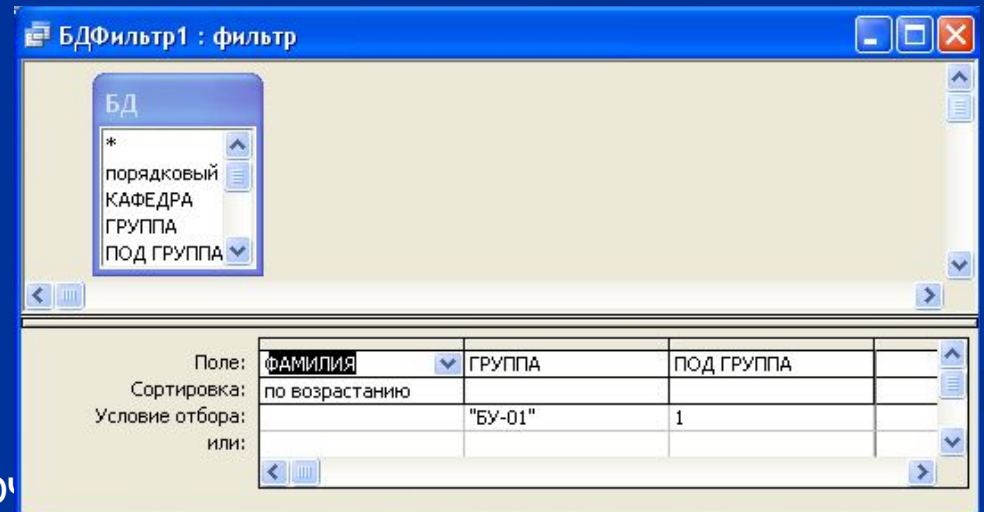 БДФильтр1 : фильтр
БД
*
порядковый
КАФЕДРА
ГРУППА
ПОД ГРУППА
Поле: ФАМИЛИЯ ГРУППА ПОД ГРУППА
Сортировка: по возрастанию
Условие отбора: "БУ-01" 1
или: